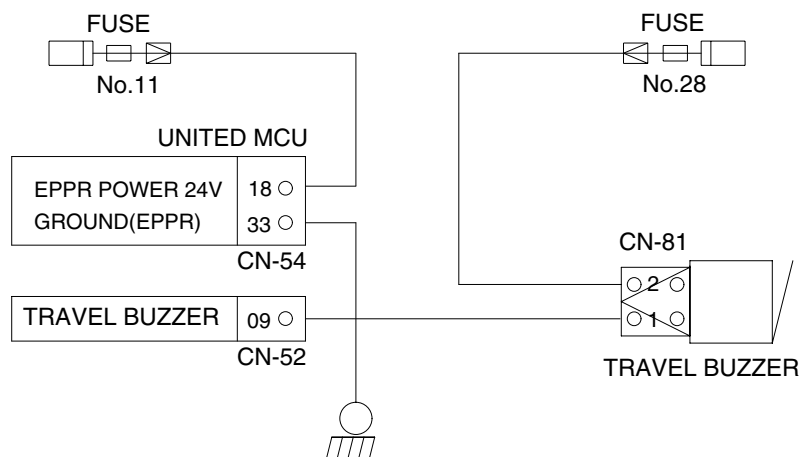 FUSE
No.11
FUSE
No.28
UNITED MCU
EPPR POWER 24V 18
GROUND(EPPR) 33
CN-54
TRAVEL BUZZER 09
CN-52
CN-81
2
1
TRAVEL BUZZER